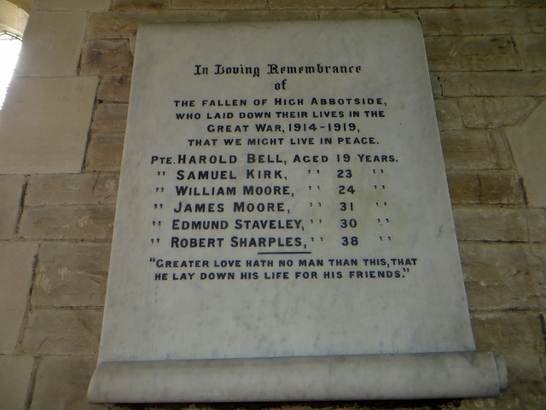 In Loving Remembrance
of
THE FALLEN OF HIGH ABBOTSIDE,
WHO LAID DOWN THEIR LIVES IN THE
GREAT WAR, 1914-1919,
THAT WE MIGHT LIVE IN PEACE.
PTE. HAROLD BELL, AGED 19 YEARS.
" SAMUEL KIRK, " 23 "
" WILLIAM MOORE, " 24 "
" JAMES MOORE, " 31 "
" EDMUND STAVELEY, " 30 "
" ROBERT SHARPLES, " 38 "
"GREATER LOVE HATH NO MAN THAN THIS, THAT
HE LAY DOWN HIS LIFE FOR HIS FRIENDS."